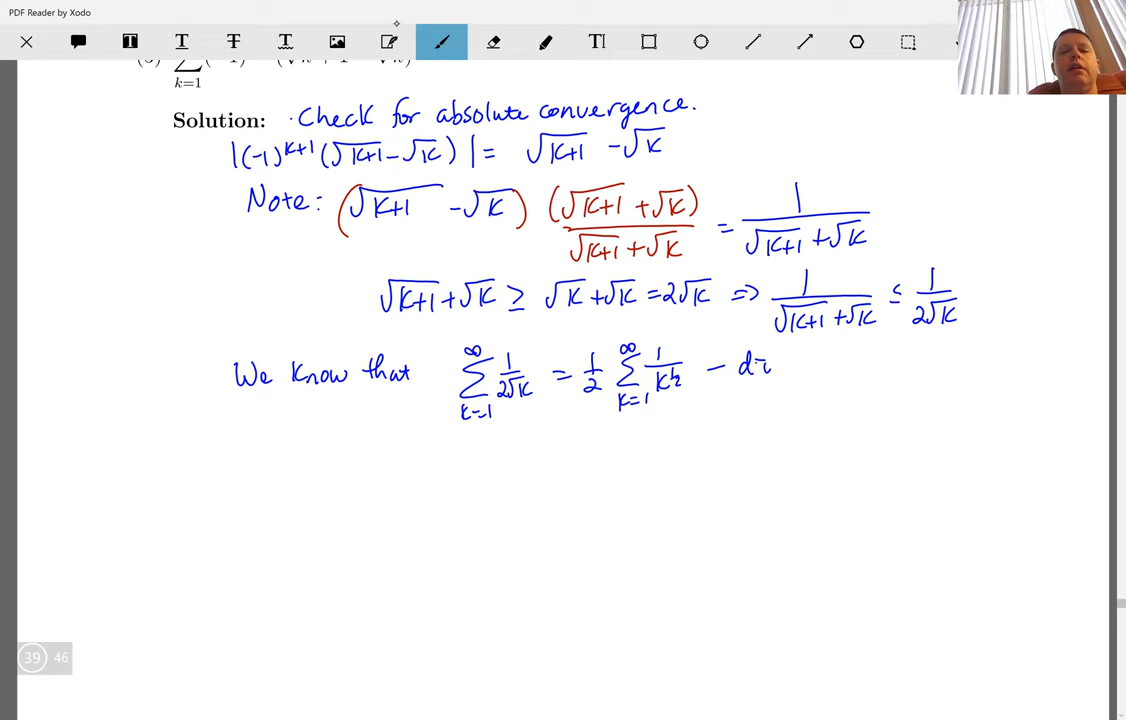 PDF Reader by Xodo
T T T T
k=1
Solution: · Check for absolute convergence.
|(-1)^{k+1} (√(k+1) - √k)| = √(k+1) - √k
Note: (√(k+1) - √k) (√(k+1) + √k)/(√(k+1) + √k) = 1/(√(k+1) + √k)
√(k+1) + √k ≥ √k + √k = 2√k ⇒ 1/(√(k+1) + √k) ≤ 1/(2√k)
We know that ∑_{k=1}^{∞} 1/(2√k) = 1/2 ∑_{k=1}^{∞} 1/k^{1/2} - di
39 46